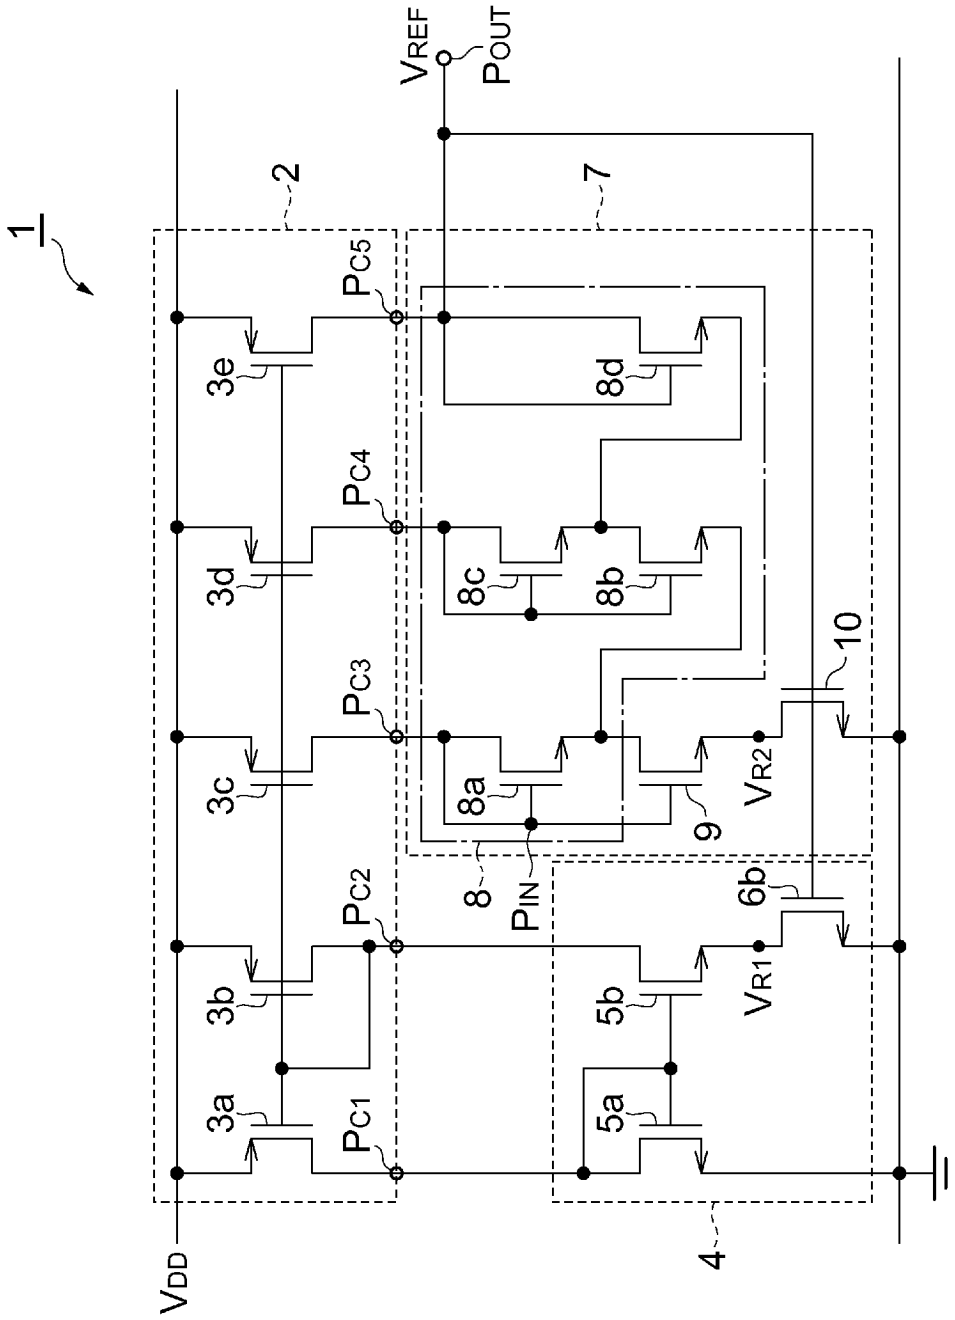 1
2
VDD
3a
3b
3c
3d
3e
PC1
PC2
PC3
PC4
PC5
VREF
POUT
7
8
PIN
8a
8c
8b
8d
9
VR2
10
5a
5b
VR1
6b
4